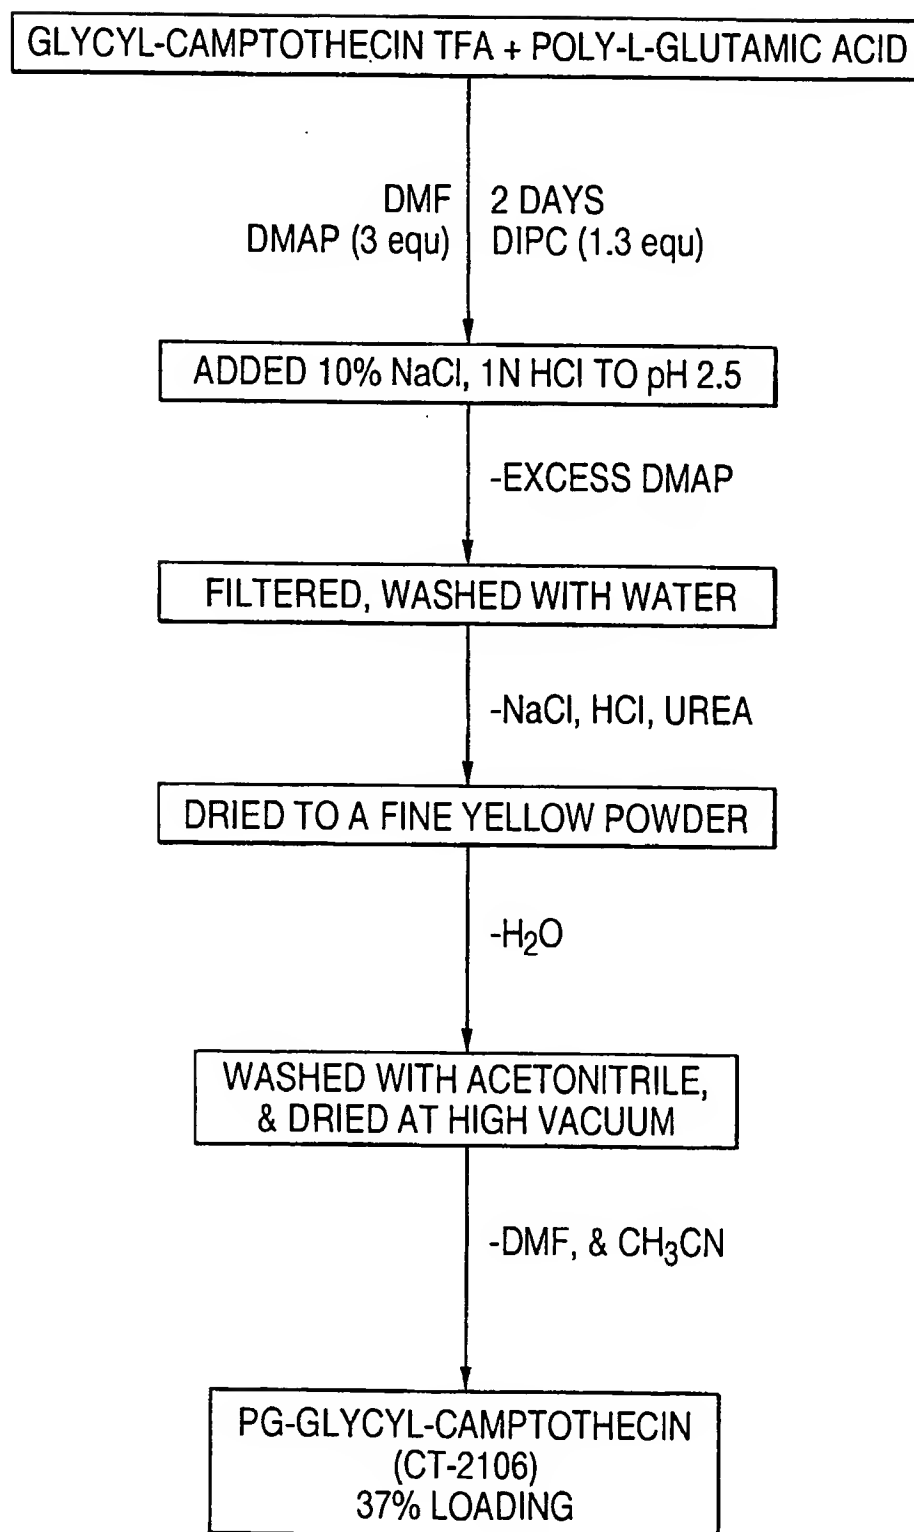 GLYCYL-CAMPTOTHECIN TFA + POLY-L-GLUTAMIC ACID
DMF 2 DAYS
DMAP (3 equ) DIPC (1.3 equ)
ADDED 10% NaCl, 1N HCl TO pH 2.5
-EXCESS DMAP
FILTERED, WASHED WITH WATER
-NaCl, HCl, UREA
DRIED TO A FINE YELLOW POWDER
-H₂O
WASHED WITH ACETONITRILE,
& DRIED AT HIGH VACUUM
-DMF, & CH₃CN
PG-GLYCYL-CAMPTOTHECIN
(CT-2106)
37% LOADING